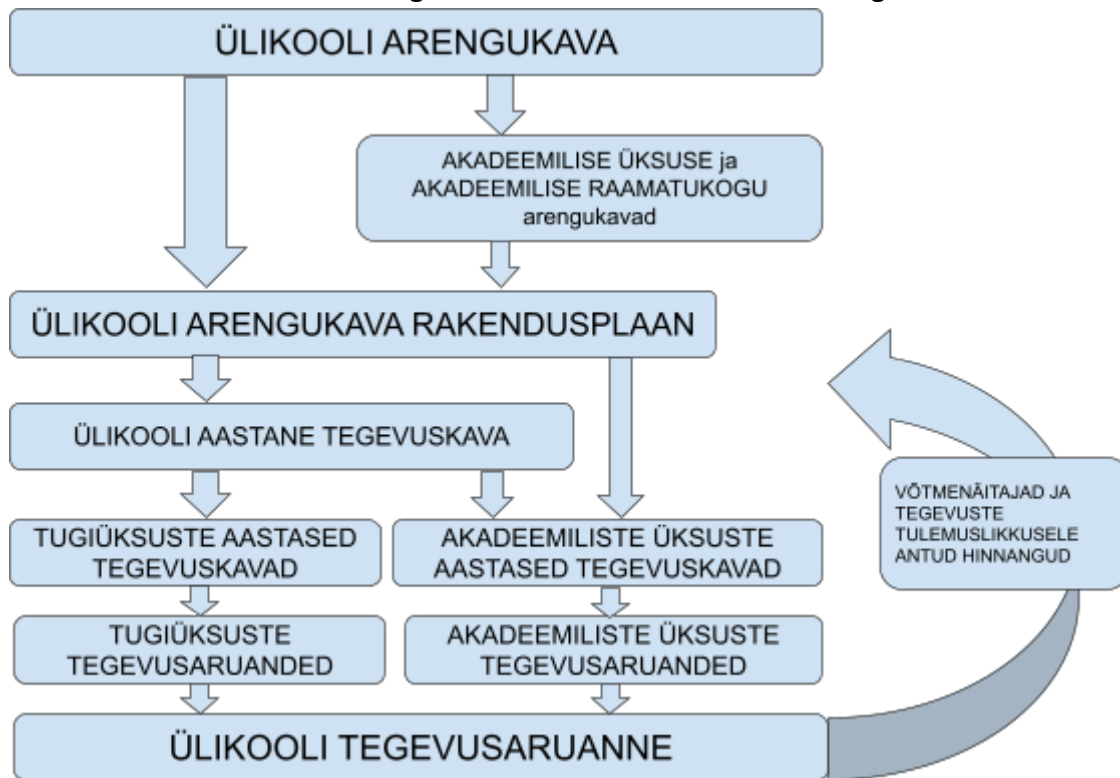 ÜLIKOOLI ARENGUKAVA
AKADEEMILISE ÜKSUSE ja
AKADEEMILISE RAAMATUKOGU
arengukavad
ÜLIKOOLI ARENGUKAVA RAKENDUSPLAAN
ÜLIKOOLI AASTANE TEGEVUSKAVA
VÕTMENÄITAJAD JA
TEGEVUSTE
TULEMUSLIKKUSELE
ANTUD HINNANGUD
TUGIÜKSUSTE AASTASED
TEGEVUSKAVAD
AKADEEMILISTE ÜKSUSTE
AASTASED TEGEVUSKAVAD
TUGIÜKSUSTE
TEGEVUSARUANDED
AKADEEMILISTE ÜKSUSTE
TEGEVUSARUANDED
ÜLIKOOLI TEGEVUSARUANNE